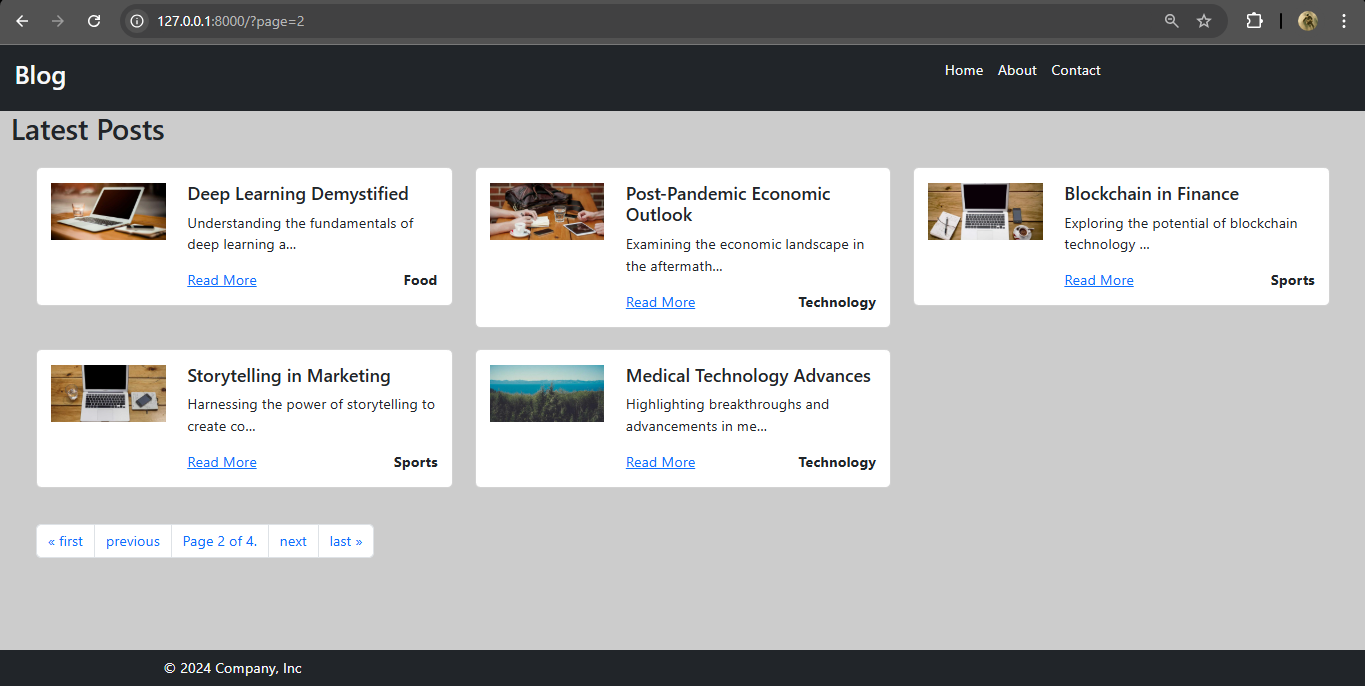 127.0.0.1:8000/?page=2
Blog
Home About Contact
Latest Posts
Deep Learning Demystified
Understanding the fundamentals of
deep learning a...
Read More Food
Post-Pandemic Economic
Outlook
Examining the economic landscape in
the aftermath...
Read More Technology
Blockchain in Finance
Exploring the potential of blockchain
technology ...
Read More Sports
Storytelling in Marketing
Harnessing the power of storytelling to
create co...
Read More Sports
Medical Technology Advances
Highlighting breakthroughs and
advancements in me...
Read More Technology
« first previous Page 2 of 4. next last »
© 2024 Company, Inc